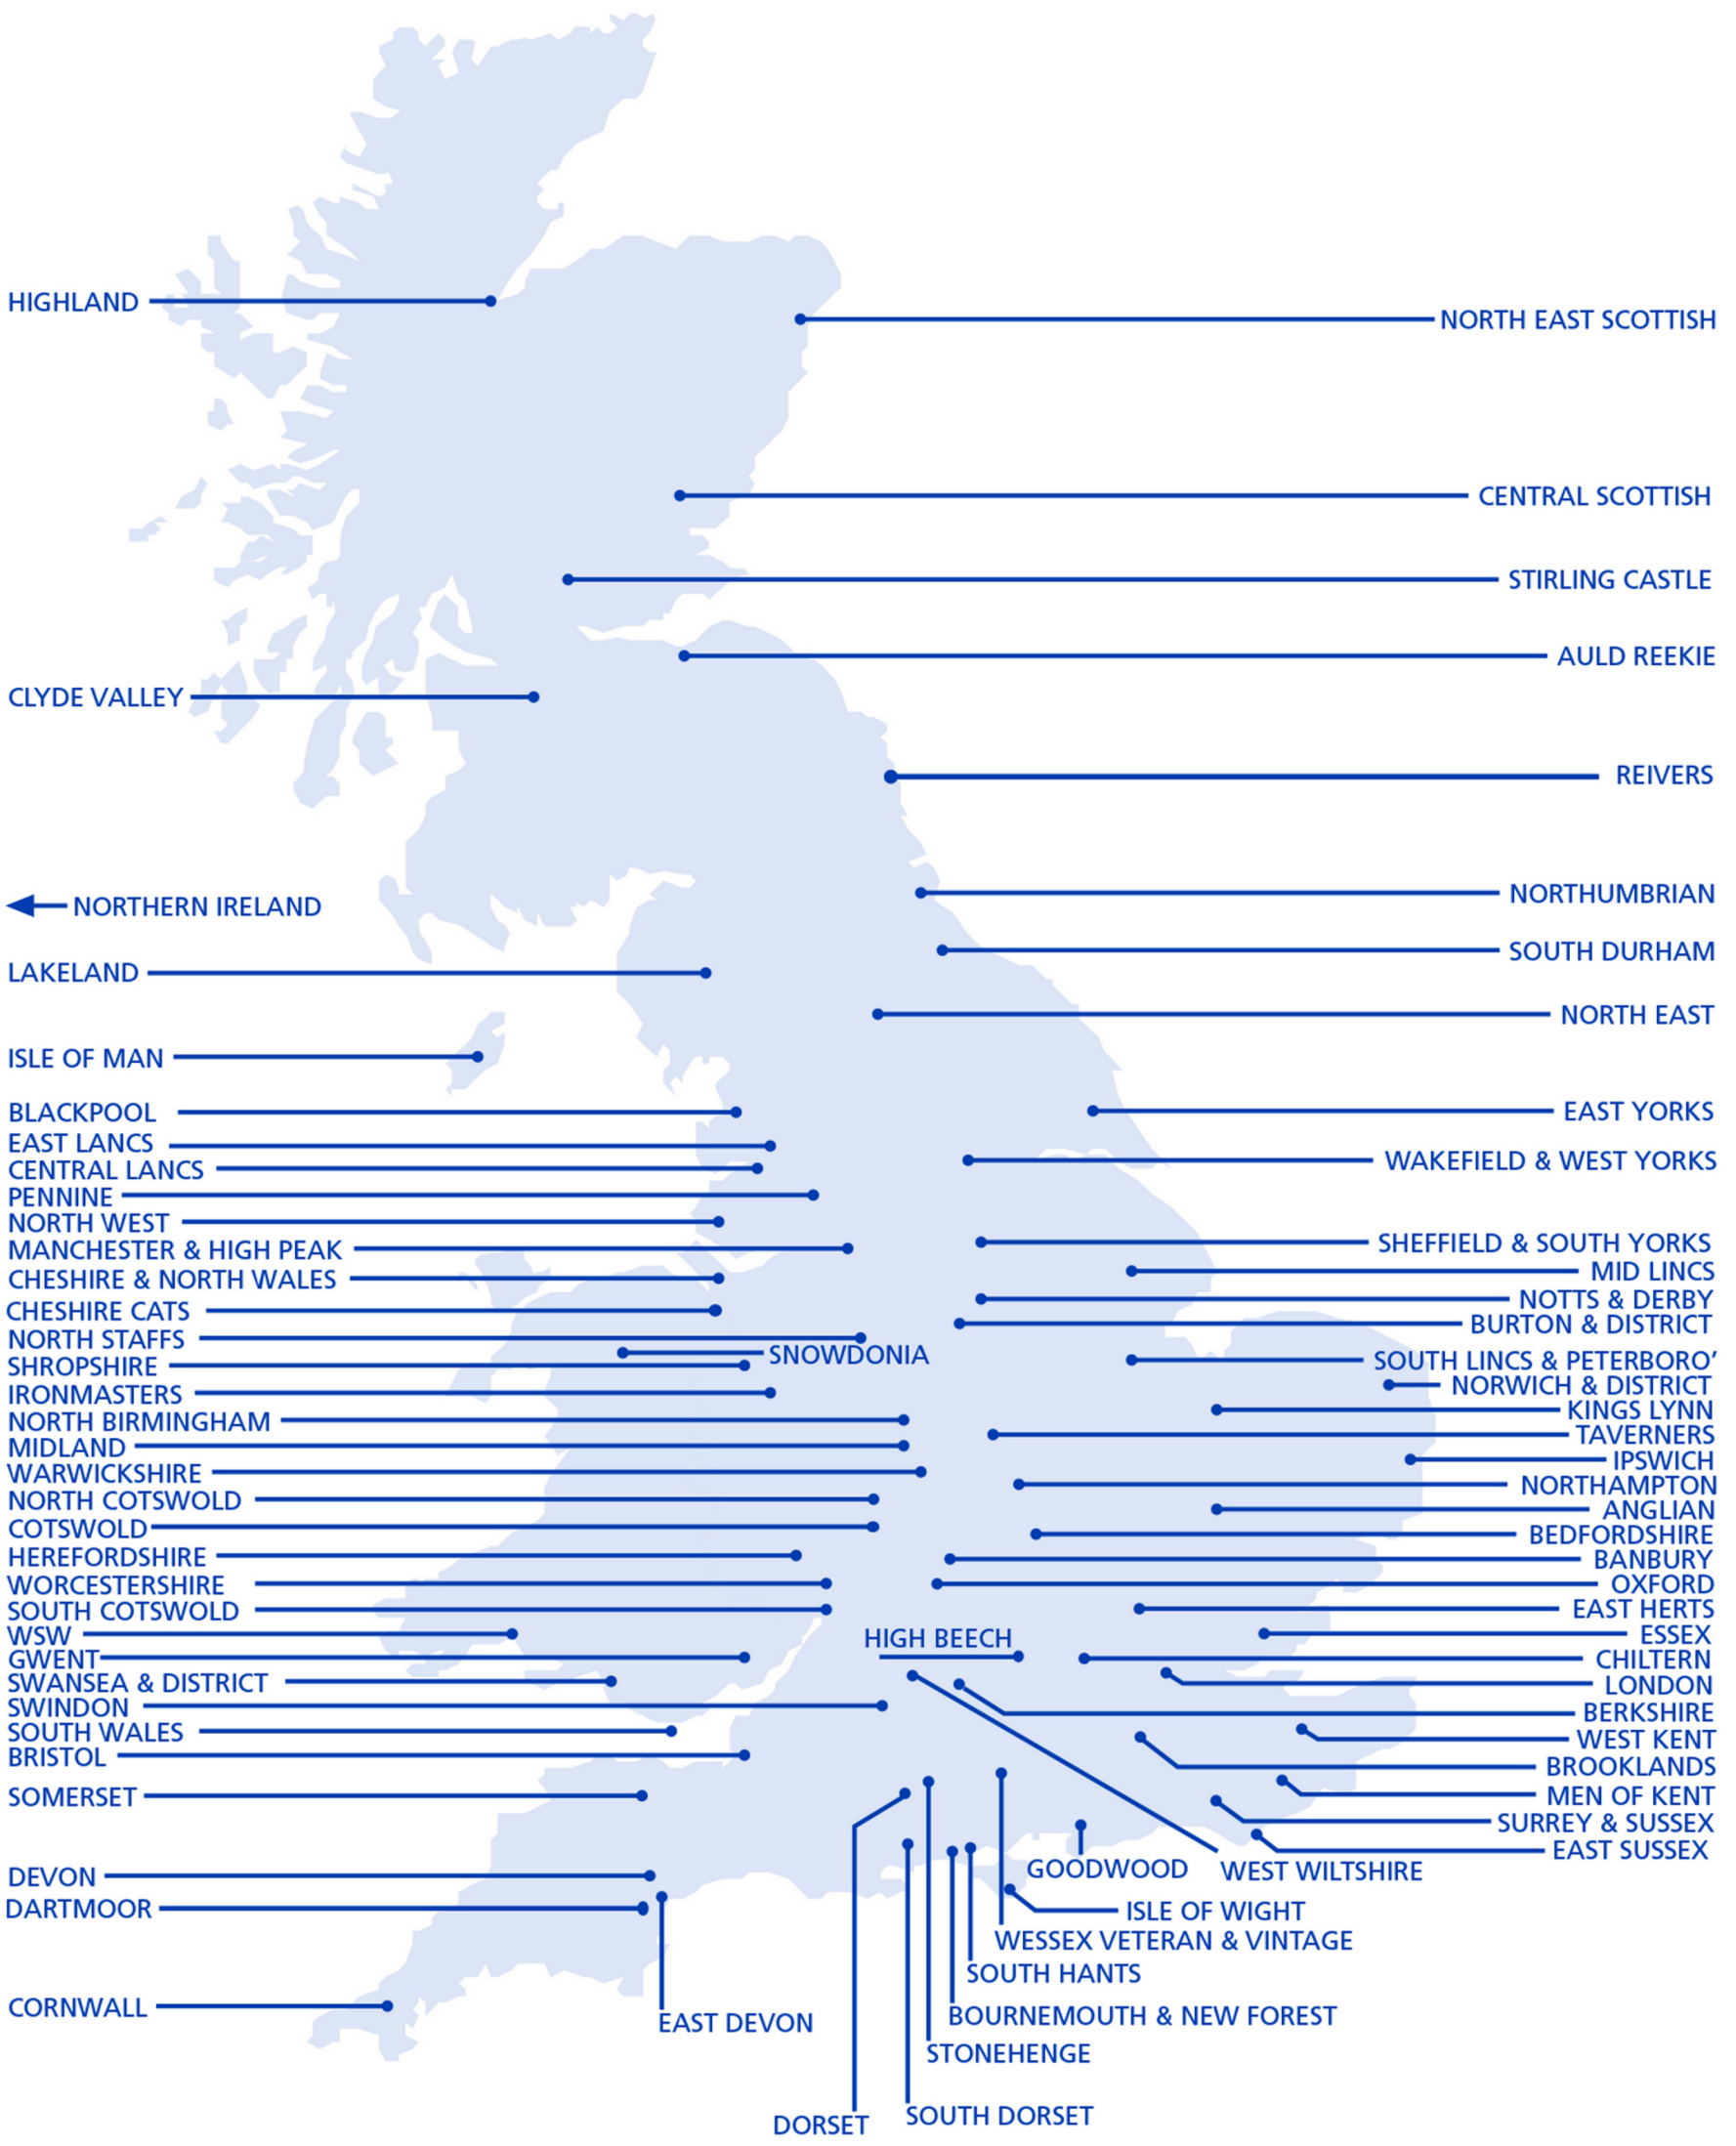 HIGHLAND
NORTH EAST SCOTTISH
CENTRAL SCOTTISH
STIRLING CASTLE
AULD REEKIE
CLYDE VALLEY
REIVERS
NORTHUMBRIAN
NORTHERN IRELAND
SOUTH DURHAM
LAKELAND
NORTH EAST
ISLE OF MAN
BLACKPOOL
EAST YORKS
EAST LANCS
WAKEFIELD & WEST YORKS
CENTRAL LANCS
PENNINE
NORTH WEST
SHEFFIELD & SOUTH YORKS
MANCHESTER & HIGH PEAK
MID LINCS
CHESHIRE & NORTH WALES
NOTTS & DERBY
CHESHIRE CATS
BURTON & DISTRICT
NORTH STAFFS
SNOWDONIA
SOUTH LINCS & PETERBORO’
SHROPSHIRE
NORWICH & DISTRICT
IRONMASTERS
KINGS LYNN
NORTH BIRMINGHAM
TAVERNERS
MIDLAND
IPSWICH
WARWICKSHIRE
NORTHAMPTON
NORTH COTSWOLD
ANGLIAN
COTSWOLD
BEDFORDSHIRE
HEREFORDSHIRE
BANBURY
WORCESTERSHIRE
OXFORD
SOUTH COTSWOLD
EAST HERTS
WSW
HIGH BEECH
ESSEX
GWENT
CHILTERN
SWANSEA & DISTRICT
LONDON
SWINDON
BERKSHIRE
SOUTH WALES
WEST KENT
BRISTOL
BROOKLANDS
SOMERSET
MEN OF KENT
SURREY & SUSSEX
EAST SUSSEX
DEVON
GOODWOOD
WEST WILTSHIRE
DARTMOOR
ISLE OF WIGHT
WESSEX VETERAN & VINTAGE
SOUTH HANTS
CORNWALL
BOURNEMOUTH & NEW FOREST
EAST DEVON
STONEHENGE
SOUTH DORSET
DORSET